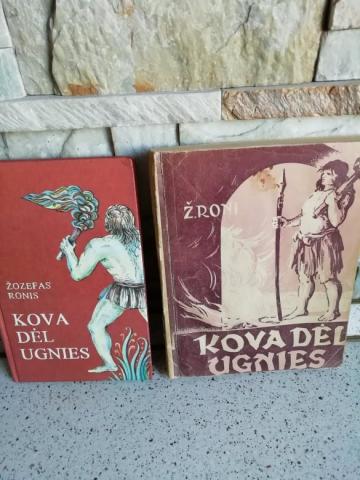 ŽOZEFAS
RONIS
KOVA
DĖL
UGNIES
Ž.RONI
KOVA DĖL
UGNIES